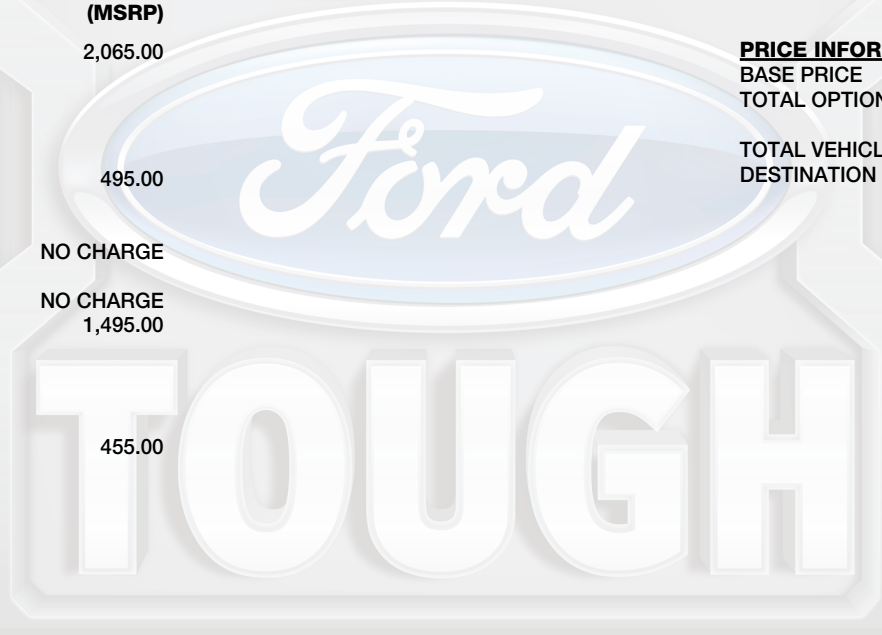 (MSRP)
2,065.00
495.00
NO CHARGE
NO CHARGE
1,495.00
455.00
PRICE INFOR
BASE PRICE
TOTAL OPTION
TOTAL VEHICL
DESTINATION
Ford
TOUGH